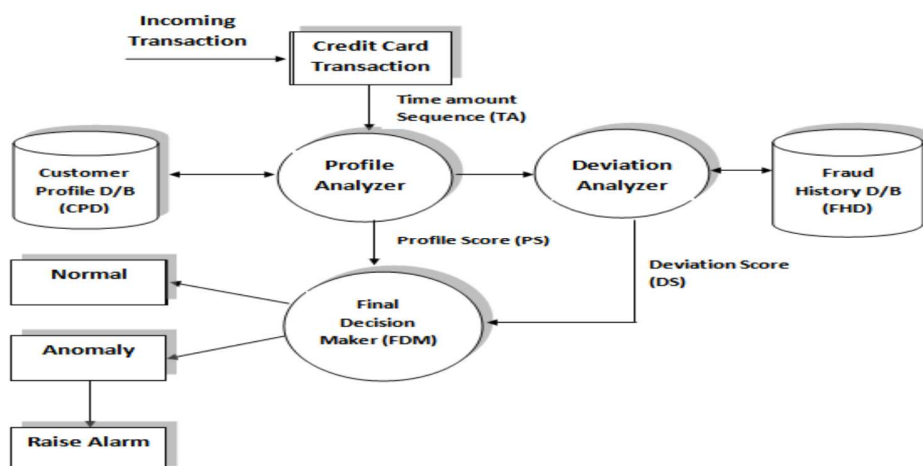 Incoming
Transaction
Credit Card
Transaction
Time amount
Sequence (TA)
Customer
Profile D/B
(CPD)
Profile
Analyzer
Deviation
Analyzer
Fraud
History D/B
(FHD)
Profile Score (PS)
Deviation Score
(DS)
Normal
Final
Decision
Maker (FDM)
Anomaly
Raise Alarm